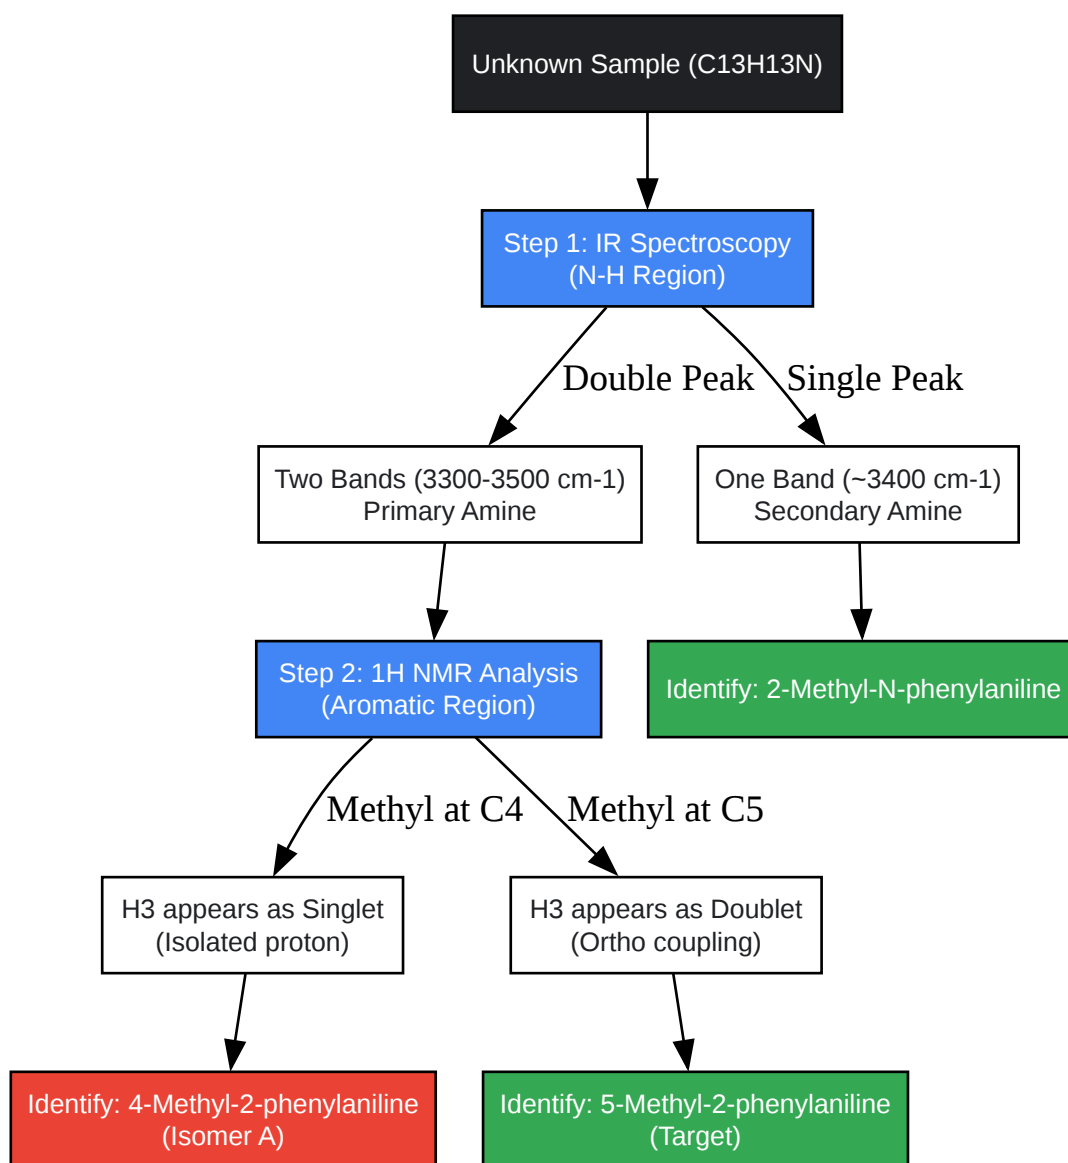 Unknown Sample (C13H13N)
Step 1: IR Spectroscopy
(N-H Region)
Double Peak
Single Peak
Two Bands (3300-3500 cm-1)
Primary Amine
One Band (~3400 cm-1)
Secondary Amine
Step 2: 1H NMR Analysis
(Aromatic Region)
Identify: 2-Methyl-N-phenylaniline
Methyl at C4
Methyl at C5
H3 appears as Singlet
(Isolated proton)
H3 appears as Doublet
(Ortho coupling)
Identify: 4-Methyl-2-phenylaniline
(Isomer A)
Identify: 5-Methyl-2-phenylaniline
(Target)